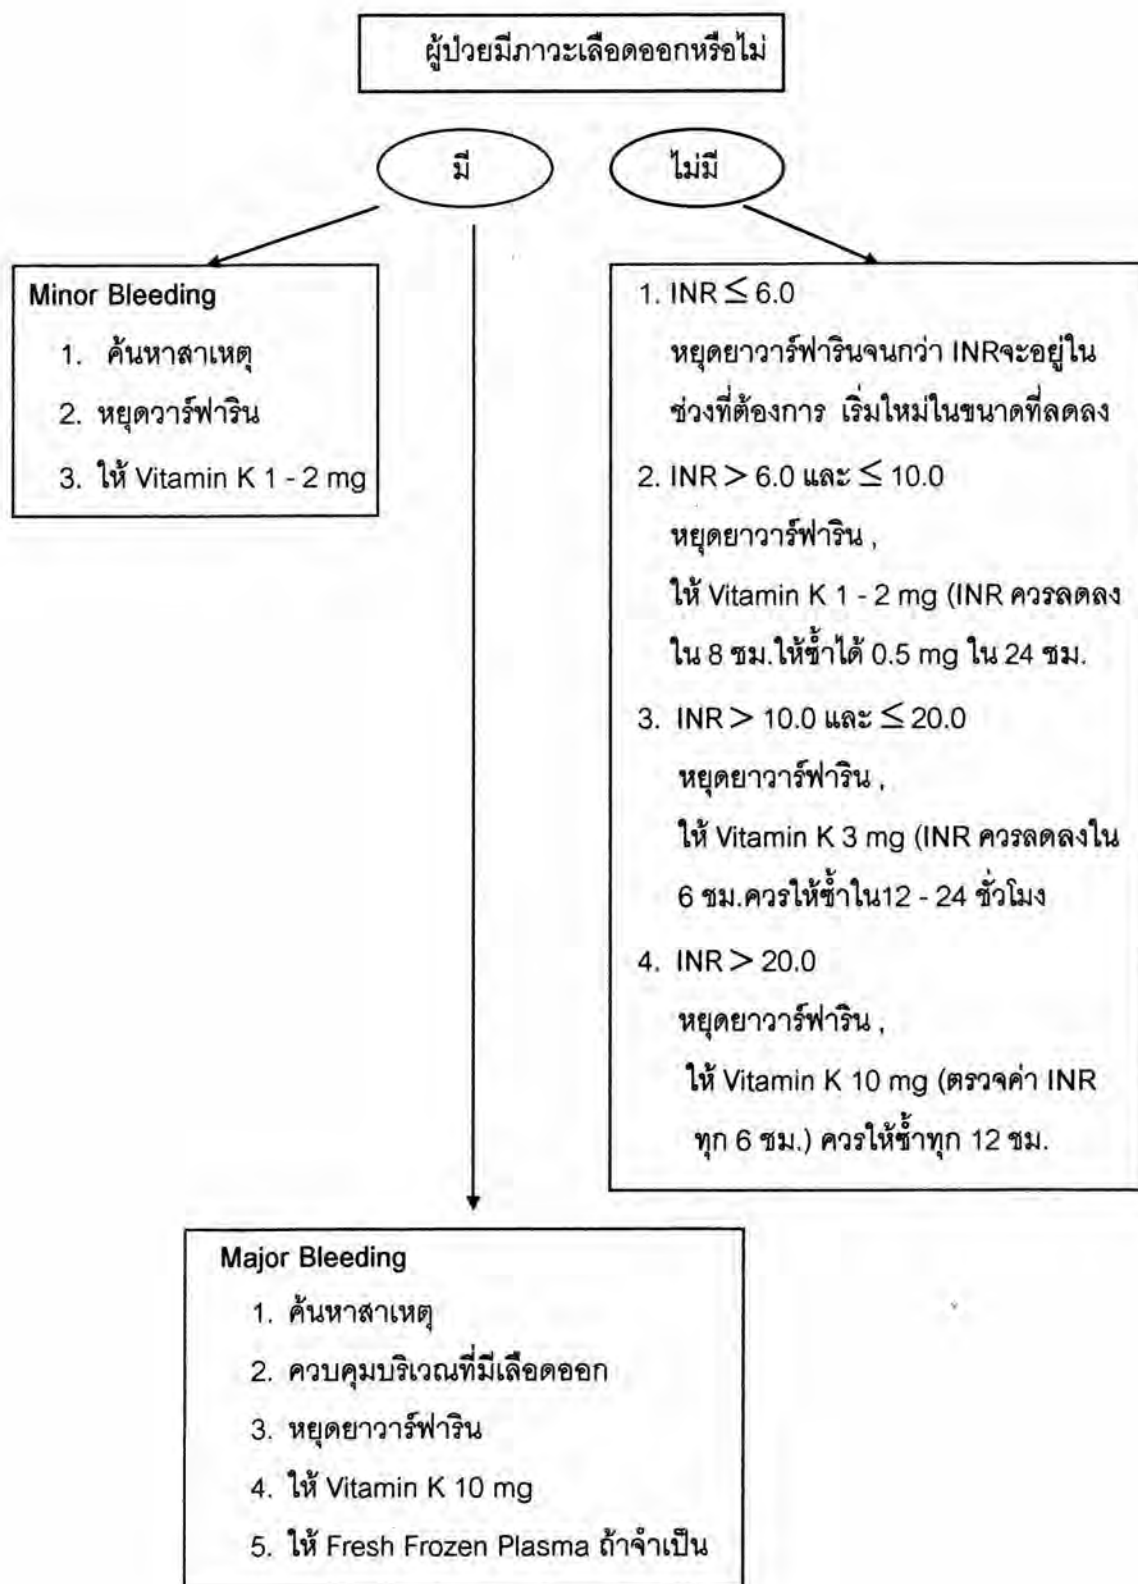 ผู้ป่วยมีภาวะเลือดออกหรือไม่
มี
ไม่มี
Minor Bleeding
1. ค้นหาสาเหตุ
2. หยุดวาร์ฟาริน
3. ให้ Vitamin K 1 - 2 mg
1. INR ≤ 6.0
หยุดยาวาร์ฟารินจนกว่า INRจะอยู่ใน
ช่วงที่ต้องการ เริ่มใหม่ในขนาดที่ลดลง
2. INR > 6.0 และ ≤ 10.0
หยุดยาวาร์ฟาริน ,
ให้ Vitamin K 1 - 2 mg (INR ควรลดลง
ใน 8 ชม.ให้ซ้ำได้ 0.5 mg ใน 24 ชม.
3. INR > 10.0 และ ≤ 20.0
หยุดยาวาร์ฟาริน ,
ให้ Vitamin K 3 mg (INR ควรลดลงใน
6 ชม.ควรให้ซ้ำใน12 - 24 ชั่วโมง
4. INR > 20.0
หยุดยาวาร์ฟาริน ,
ให้ Vitamin K 10 mg (ตรวจค่า INR
ทุก 6 ชม.) ควรให้ซ้ำทุก 12 ชม.
Major Bleeding
1. ค้นหาสาเหตุ
2. ควบคุมบริเวณที่มีเลือดออก
3. หยุดยาวาร์ฟาริน
4. ให้ Vitamin K 10 mg
5. ให้ Fresh Frozen Plasma ถ้าจำเป็น